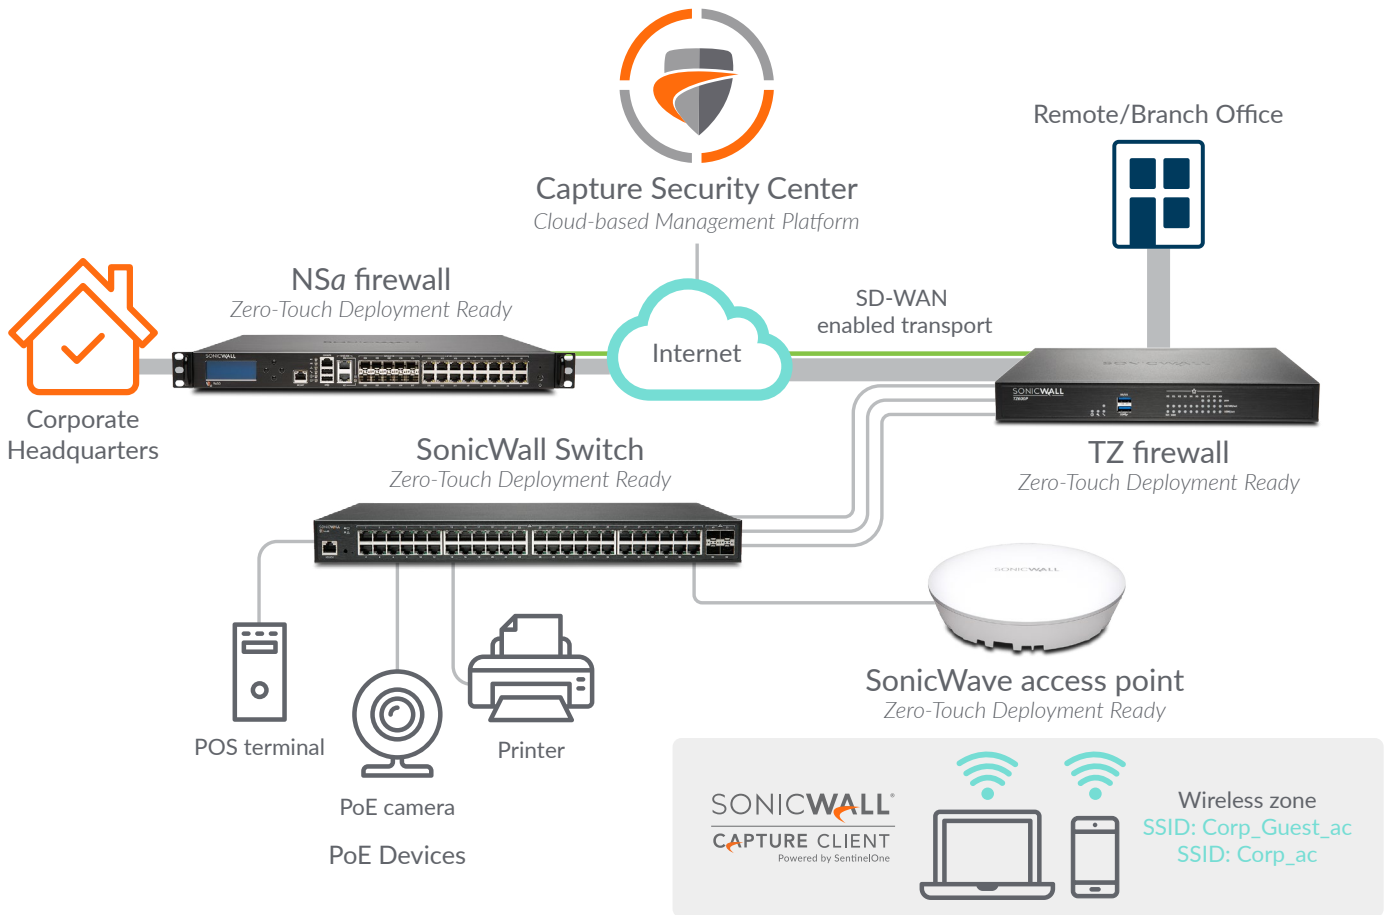 Capture Security Center
Cloud-based Management Platform
Remote/Branch Office
NSa firewall
Zero-Touch Deployment Ready
SONICWALL
Internet
SD-WAN
enabled transport
SONICWALL
SONICWALL
Corporate
Headquarters
TZ firewall
Zero-Touch Deployment Ready
SonicWall Switch
Zero-Touch Deployment Ready
SONICWALL
SONICWALL
SonicWave access point
Zero-Touch Deployment Ready
POS terminal
Printer
PoE camera
PoE Devices
SONICWALL®
CAPTURE CLIENT
Powered by SentinelOne
Wireless zone
SSID: Corp_Guest_ac
SSID: Corp_ac